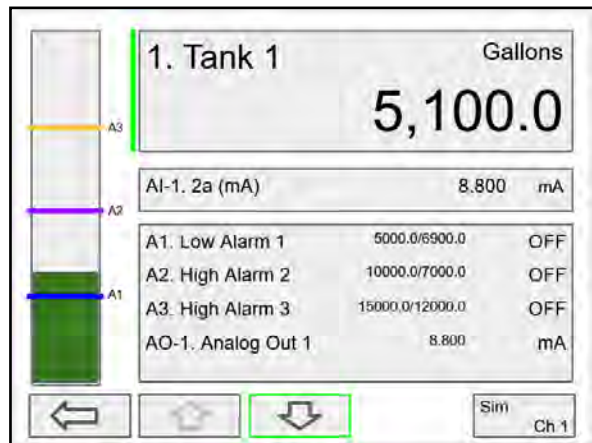 1. Tank 1 Gallons
5,100.0
A3
AI-1. 2a (mA) 8.800 mA
A2
A1. Low Alarm 1 5000.0/6900.0 OFF
A2. High Alarm 2 10000.0/7000.0 OFF
A1
A3. High Alarm 3 15000.0/12000.0 OFF
AO-1. Analog Out 1 8.800 mA
Sim
Ch 1